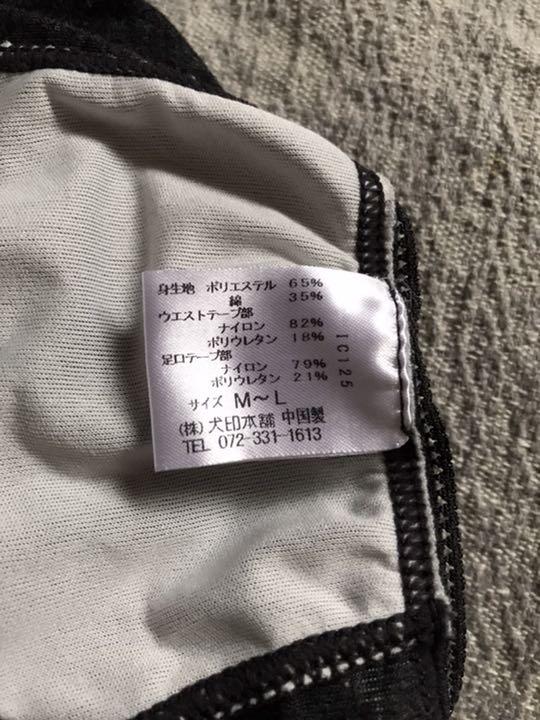 身生地 ポリエステル 65%
綿 35%
ウエストテープ部
ナイロン 82%
ポリウレタン 18%
足口テープ部
ナイロン 79%
ポリウレタン 21%
サイズ M〜L
(株) 犬印本舗 中国製
TEL 072-331-1613
1C125